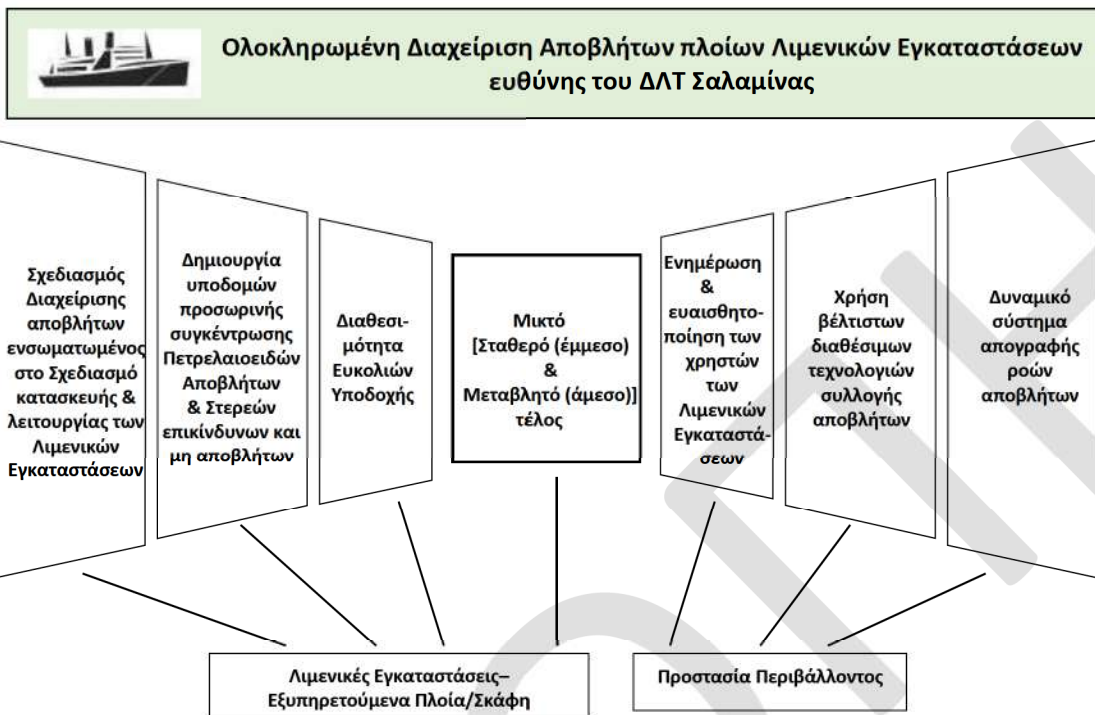 Ολοκληρωμένη Διαχείριση Αποβλήτων πλοίων Λιμενικών Εγκαταστάσεων
ευθύνης του ΔΛΤ Σαλαμίνας
Σχεδιασμός
Διαχείρισης
αποβλήτων
ενσωματωμένος
στο Σχεδιασμό
κατασκευής &
λειτουργίας των
Λιμενικών
Εγκαταστάσεων
Δημιουργία
υποδομών
προσωρινής
συγκέντρωσης
Πετρελαιοειδών
Αποβλήτων
& Στερεών
επικίνδυνων και
μη αποβλήτων
Διαθεσι-
μότητα
Ευκολιών
Υποδοχής
Μικτό
[Σταθερό (έμμεσο)
&
Μεταβλητό (άμεσο)]
τέλος
Ενημέρωση
&
ευαισθητο-
ποίηση των
χρηστών
των
Λιμενικών
Εγκαταστά-
σεων
Χρήση
βέλτιστων
διαθέσιμων
τεχνολογιών
συλλογής
αποβλήτων
Δυναμικό
σύστημα
απογραφής
ροών
αποβλήτων
Λιμενικές Εγκαταστάσεις–
Εξυπηρετούμενα Πλοία/Σκάφη
Προστασία Περιβάλλοντος